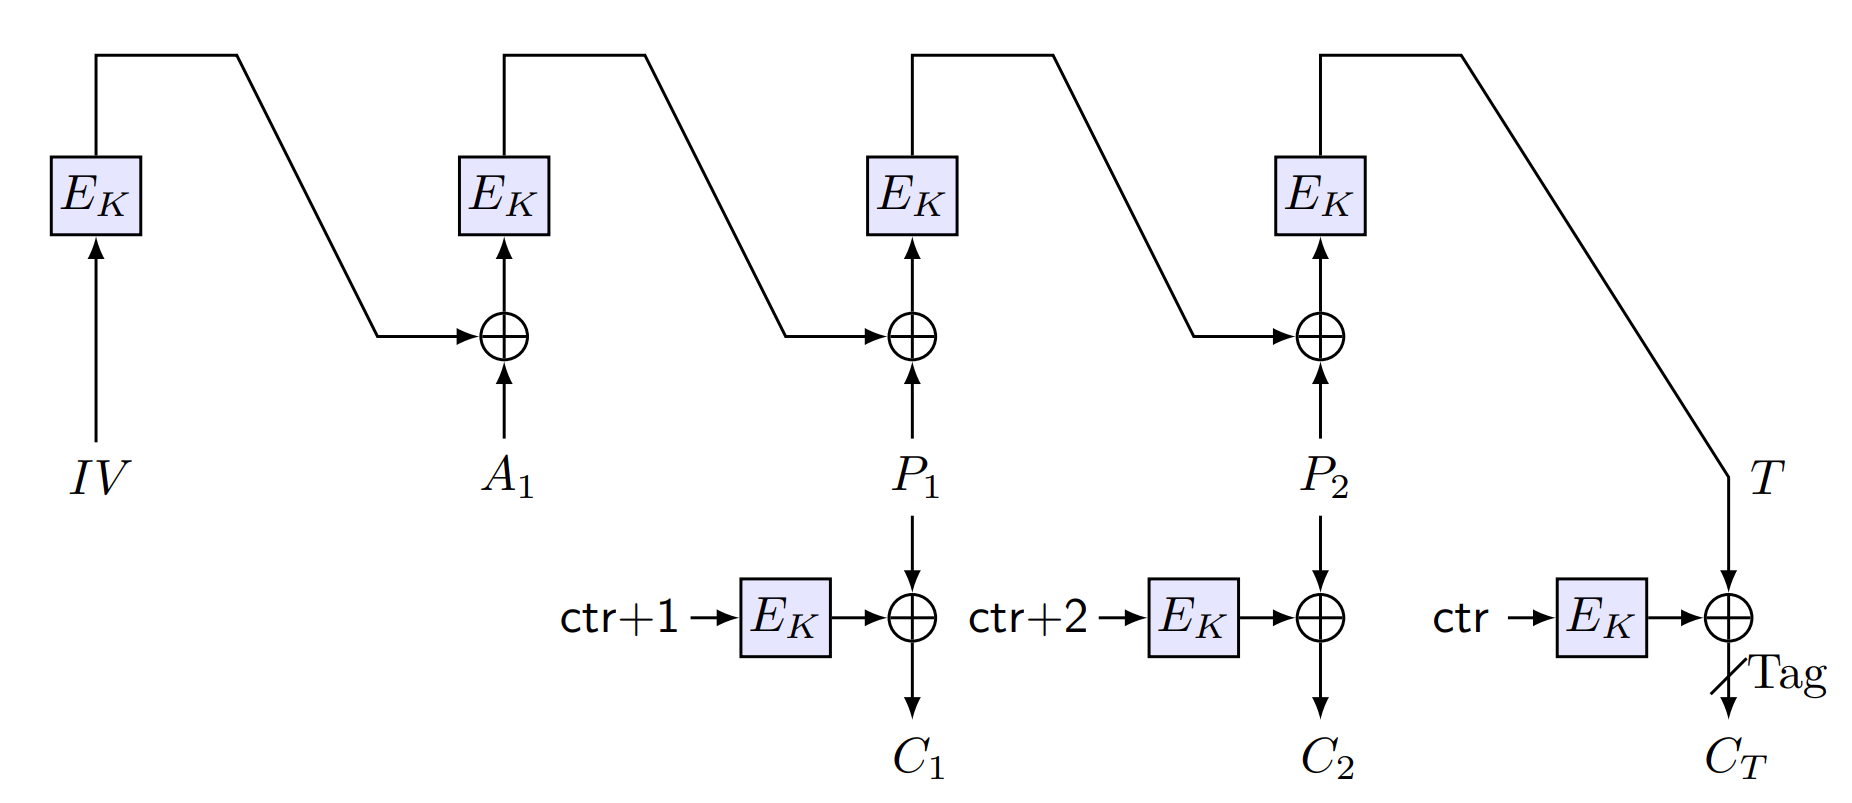 E_K E_K E_K E_K
IV A_1 P_1 P_2 T
ctr+1 E_K ctr+2 E_K ctr E_K
Tag
C_1 C_2 C_T